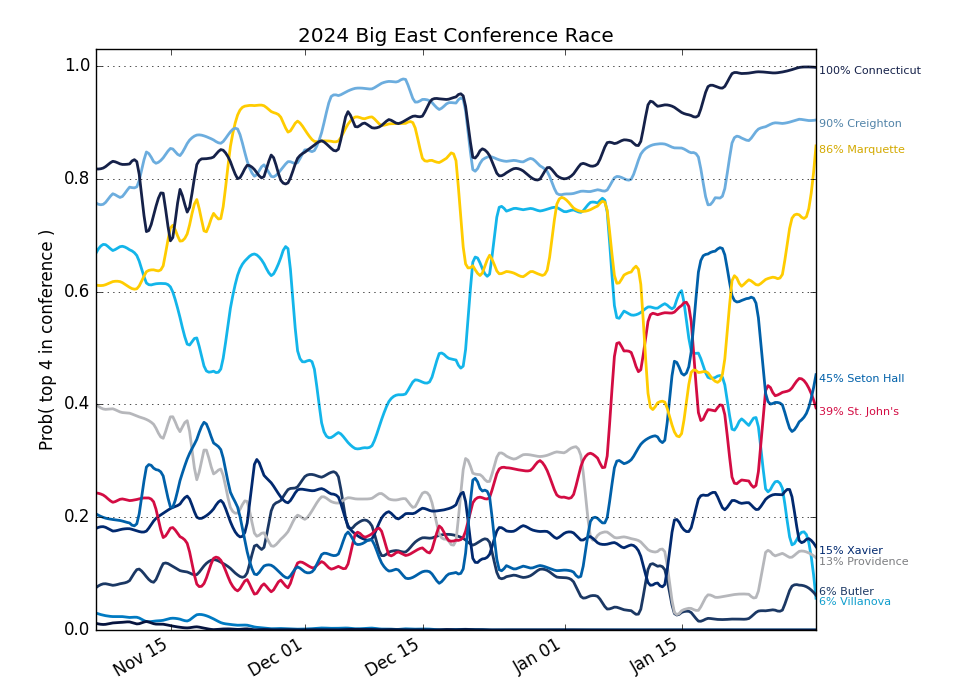 2024 Big East Conference Race
Prob( top 4 in conference )
1.0
0.8
0.6
0.4
0.2
0.0
Nov 15
Dec 01
Dec 15
Jan 01
Jan 15
100% Connecticut
90% Creighton
86% Marquette
45% Seton Hall
39% St. John's
15% Xavier
13% Providence
6% Butler
6% Villanova